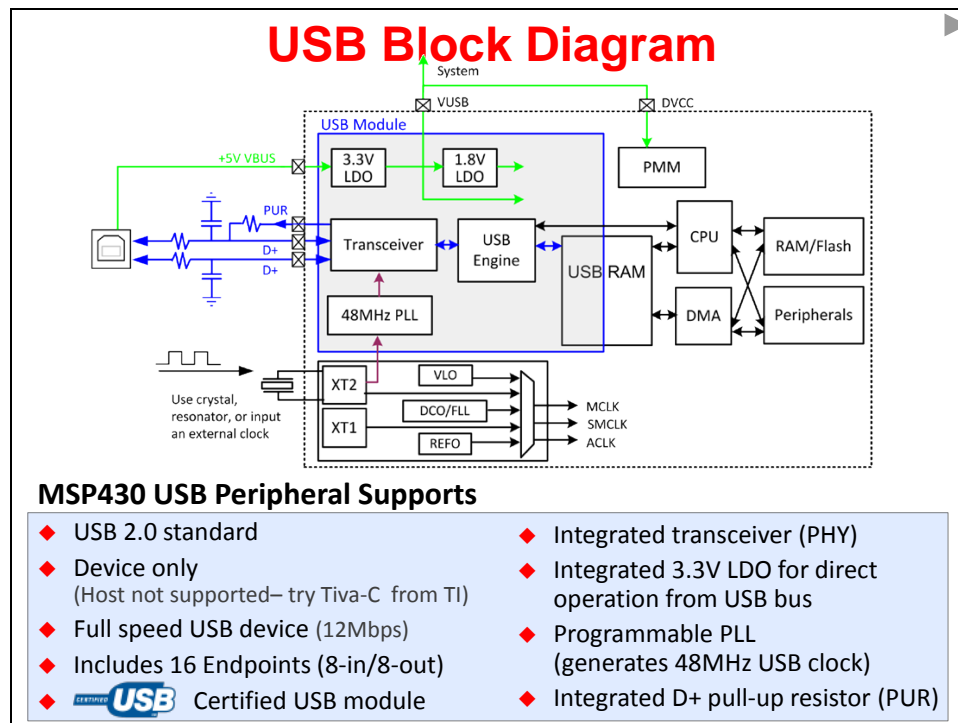 USB Block Diagram
System
VUSB
DVCC
USB Module
+5V VBUS
3.3V
LDO
1.8V
LDO
PMM
PUR
D+
D+
Transceiver
USB
Engine
USB RAM
CPU
RAM/Flash
48MHz PLL
DMA
Peripherals
Use crystal,
resonator, or input
an external clock
XT2
XT1
VLO
DCO/FLL
REFO
MCLK
SMCLK
ACLK
MSP430 USB Peripheral Supports
USB 2.0 standard
Device only
(Host not supported– try Tiva-C from TI)
Full speed USB device (12Mbps)
Includes 16 Endpoints (8-in/8-out)
CERTIFIED USB Certified USB module
Integrated transceiver (PHY)
Integrated 3.3V LDO for direct
operation from USB bus
Programmable PLL
(generates 48MHz USB clock)
Integrated D+ pull-up resistor (PUR)